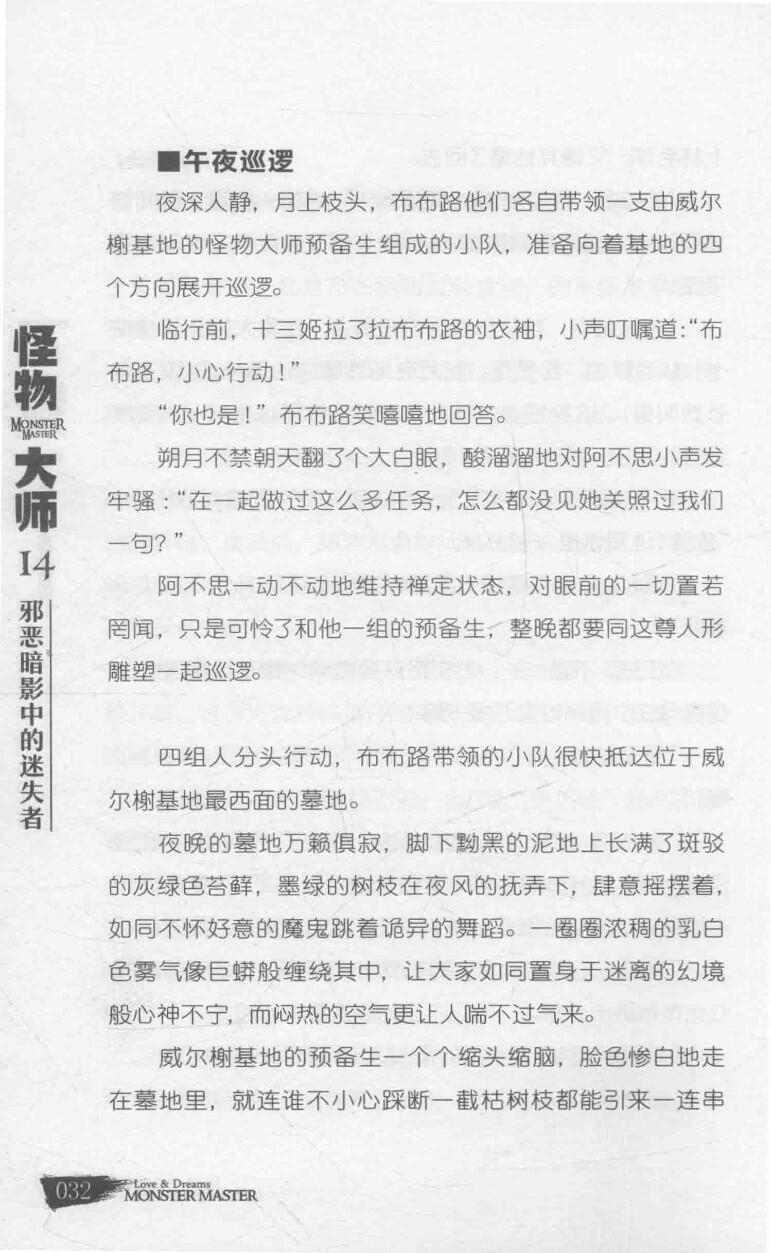 ■午夜巡逻
夜深人静，月上枝头，布布路他们各自带领一支由威尔
榭基地的怪物大师预备生组成的小队，准备向着基地的四
个方向展开巡逻。
临行前，十三姬拉了拉布布路的衣袖，小声叮嘱道：“布
布路，小心行动！”
“你也是！”布布路笑嘻嘻地回答。
朔月不禁朝天翻了个大白眼，酸溜溜地对阿不思小声发
牢骚：“在一起做过这么多任务，怎么都没见她关照过我们
一句？”
阿不思一动不动地维持禅定状态，对眼前的一切置若
罔闻，只是可怜了和他一组的预备生，整晚都要同这尊人形
雕塑一起巡逻。
四组人分头行动，布布路带领的小队很快抵达位于威
尔榭基地最西面的墓地。
夜晚的墓地万籁俱寂，脚下黝黑的泥地上长满了斑驳
的灰绿色苔藓，墨绿的树枝在夜风的抚弄下，肆意摇摆着，
如同不怀好意的魔鬼跳着诡异的舞蹈。一圈圈浓稠的乳白
色雾气像巨蟒般缠绕其中，让大家如同置身于迷离的幻境
般心神不宁，而闷热的空气更让人喘不过气来。
威尔榭基地的预备生一个个缩头缩脑，脸色惨白地走
在墓地里，就连谁不小心踩断一截枯树枝都能引来一连串
怪物
MONSTER
MASTER
大师
14
邪恶暗影中的迷失者
032
Love & Dreams
MONSTER MASTER